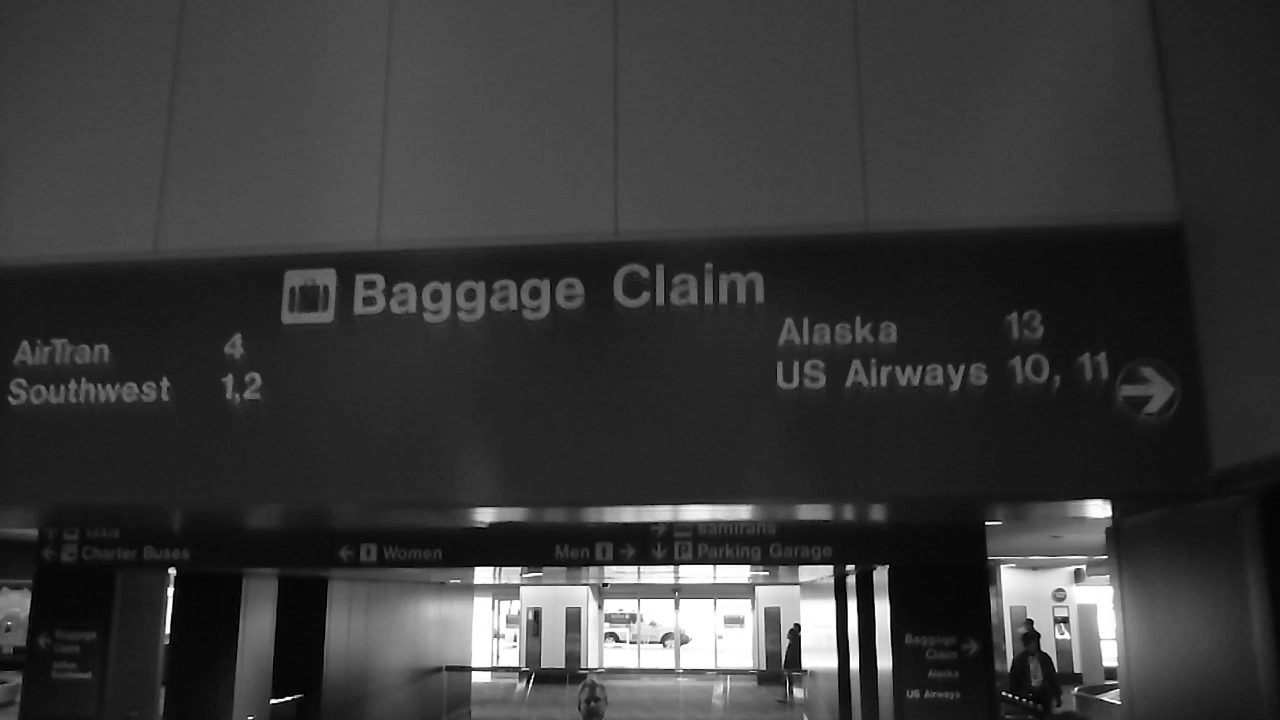 Baggage Claim
AirTran 4
Southwest 1,2
Alaska 13
US Airways 10, 11
Charter Buses
Women
Men
Parking Garage
Baggage
Claim
Alaska
US Airways